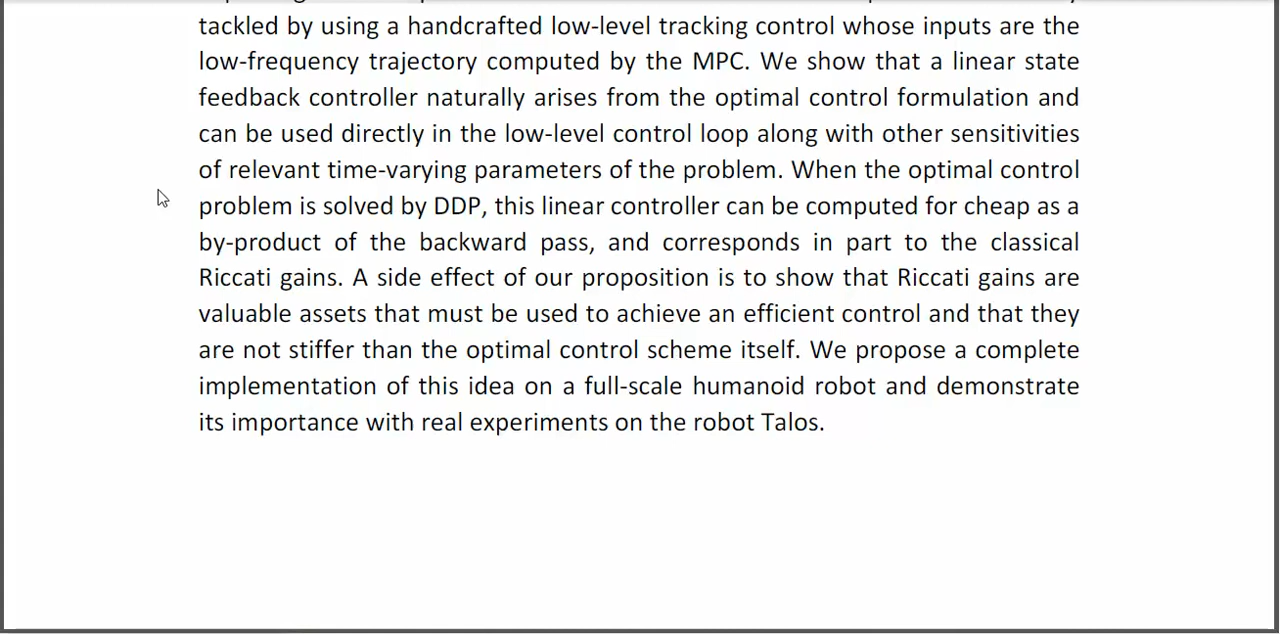 tackled by using a handcrafted low-level tracking control whose inputs are the
low-frequency trajectory computed by the MPC. We show that a linear state
feedback controller naturally arises from the optimal control formulation and
can be used directly in the low-level control loop along with other sensitivities
of relevant time-varying parameters of the problem. When the optimal control
problem is solved by DDP, this linear controller can be computed for cheap as a
by-product of the backward pass, and corresponds in part to the classical
Riccati gains. A side effect of our proposition is to show that Riccati gains are
valuable assets that must be used to achieve an efficient control and that they
are not stiffer than the optimal control scheme itself. We propose a complete
implementation of this idea on a full-scale humanoid robot and demonstrate
its importance with real experiments on the robot Talos.